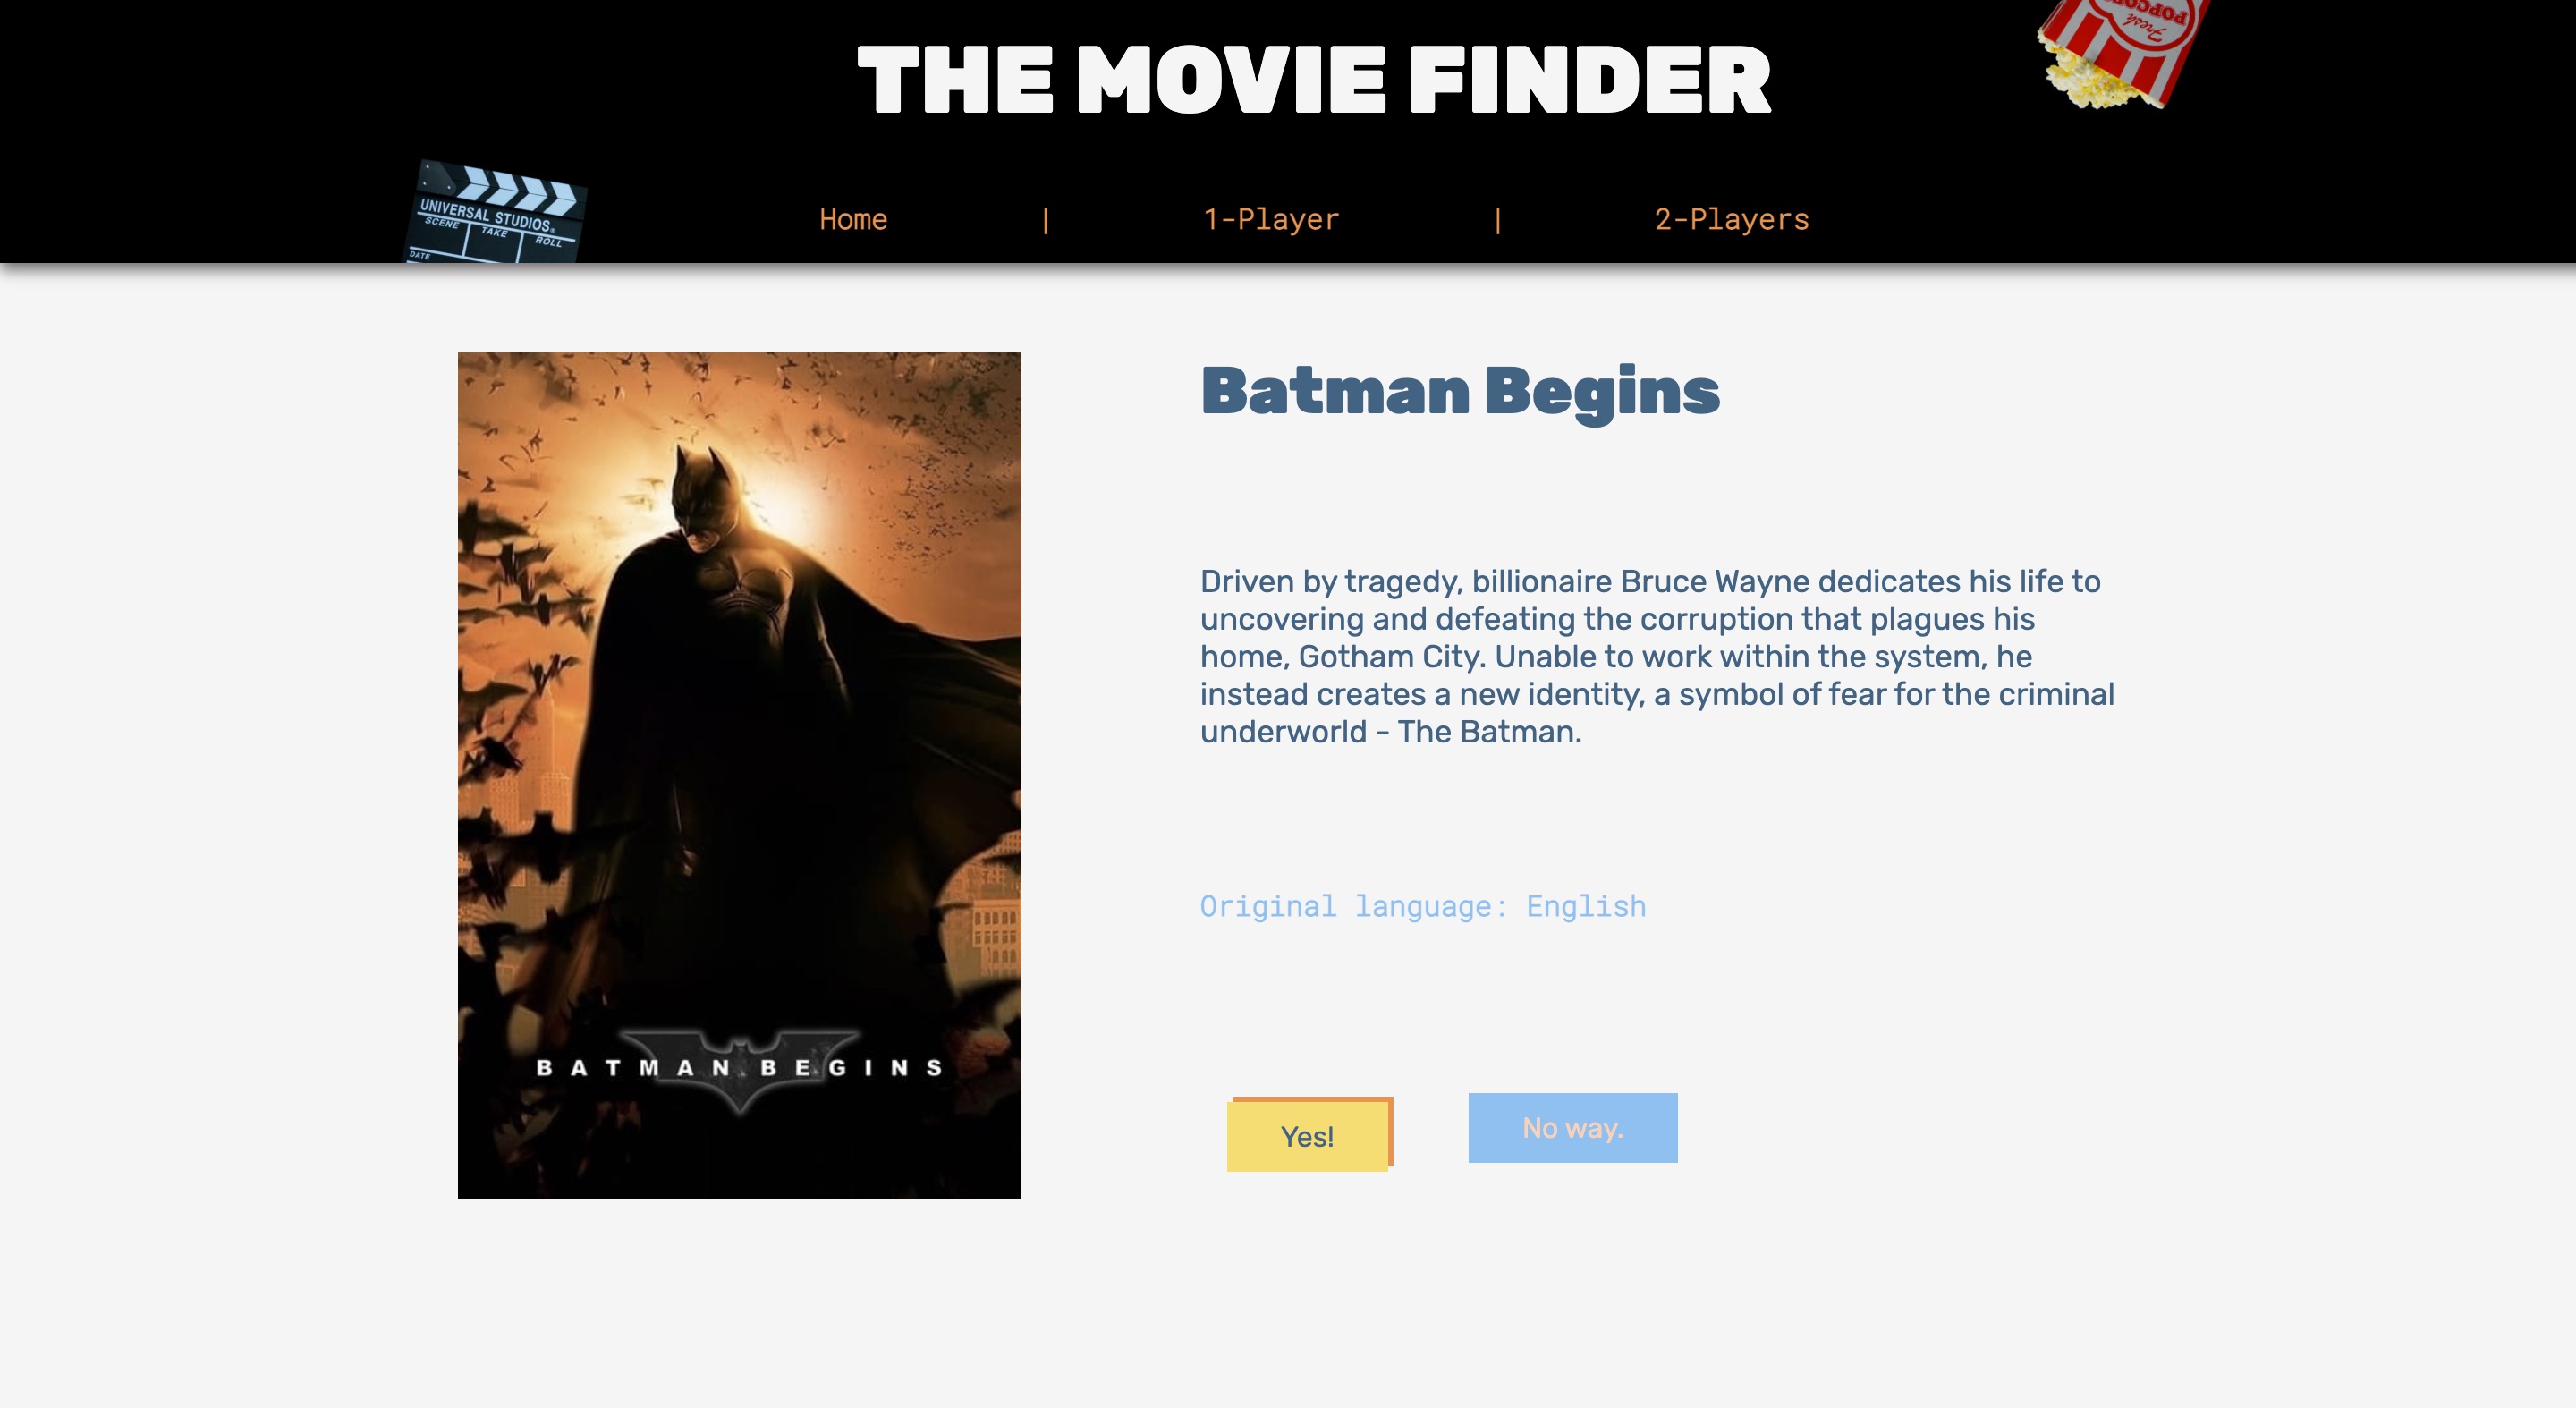 THE MOVIE FINDER
Fresh
POPCORN
UNIVERSAL STUDIOS®
SCENE TAKE ROLL
DATE
Home | 1-Player | 2-Players
Batman Begins
Driven by tragedy, billionaire Bruce Wayne dedicates his life to
uncovering and defeating the corruption that plagues his
home, Gotham City. Unable to work within the system, he
instead creates a new identity, a symbol of fear for the criminal
underworld - The Batman.
Original language: English
BATMAN BEGINS
Yes!
No way.